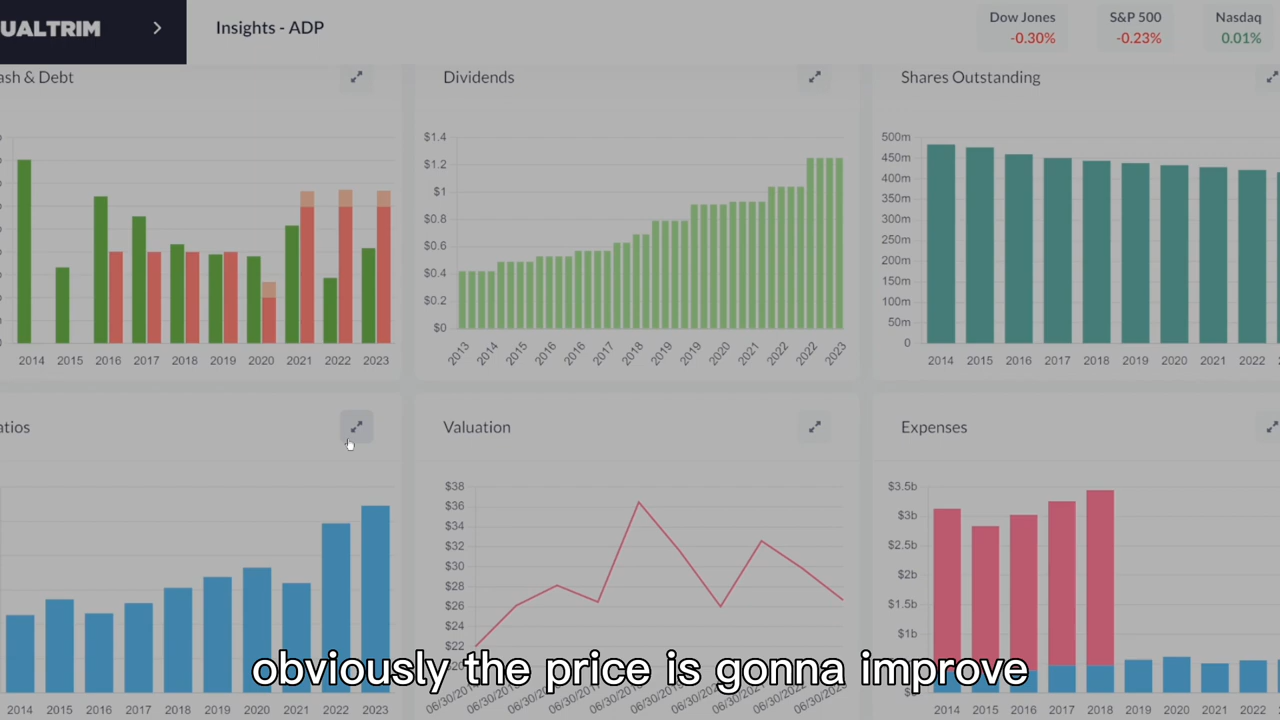 UALTRIM
Insights - ADP
Dow Jones
-0.30%
S&P 500
-0.23%
Nasdaq
0.01%
ash & Debt
2014 2015 2016 2017 2018 2019 2020 2021 2022 2023
Dividends
$1.4
$1.2
$1
$0.8
$0.6
$0.4
$0.2
$0
2013 2014 2015 2016 2016 2017 2018 2019 2019 2020 2021 2022 2022 2023
Shares Outstanding
500m
450m
400m
350m
300m
250m
200m
150m
100m
50m
0
2014 2015 2016 2017 2018 2019 2020 2021 2022
atios
2014 2015 2016 2017 2018 2019 2020 2021 2022 2023
Valuation
$38
$36
$34
$32
$30
$28
$26
$24
$22
Expenses
$3.5b
$3b
$2.5b
$2b
$1.5b
$1b
2014 2015 2016 2017 2018 2019 2020 2021 2022
obviously the price is gonna improve